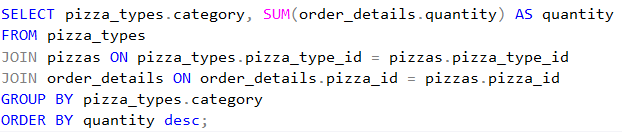 SELECT pizza_types.category, SUM(order_details.quantity) AS quantity
FROM pizza_types
JOIN pizzas ON pizza_types.pizza_type_id = pizzas.pizza_type_id
JOIN order_details ON order_details.pizza_id = pizzas.pizza_id
GROUP BY pizza_types.category
ORDER BY quantity desc;